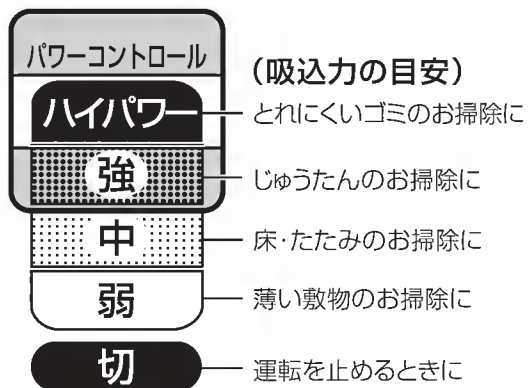 パワーコントロール
(吸込力の目安)
ハイパワー とれにくいゴミのお掃除に
強 じゅうたんのお掃除に
中 床・たたみのお掃除に
弱 薄い敷物のお掃除に
切 運転を止めるときに